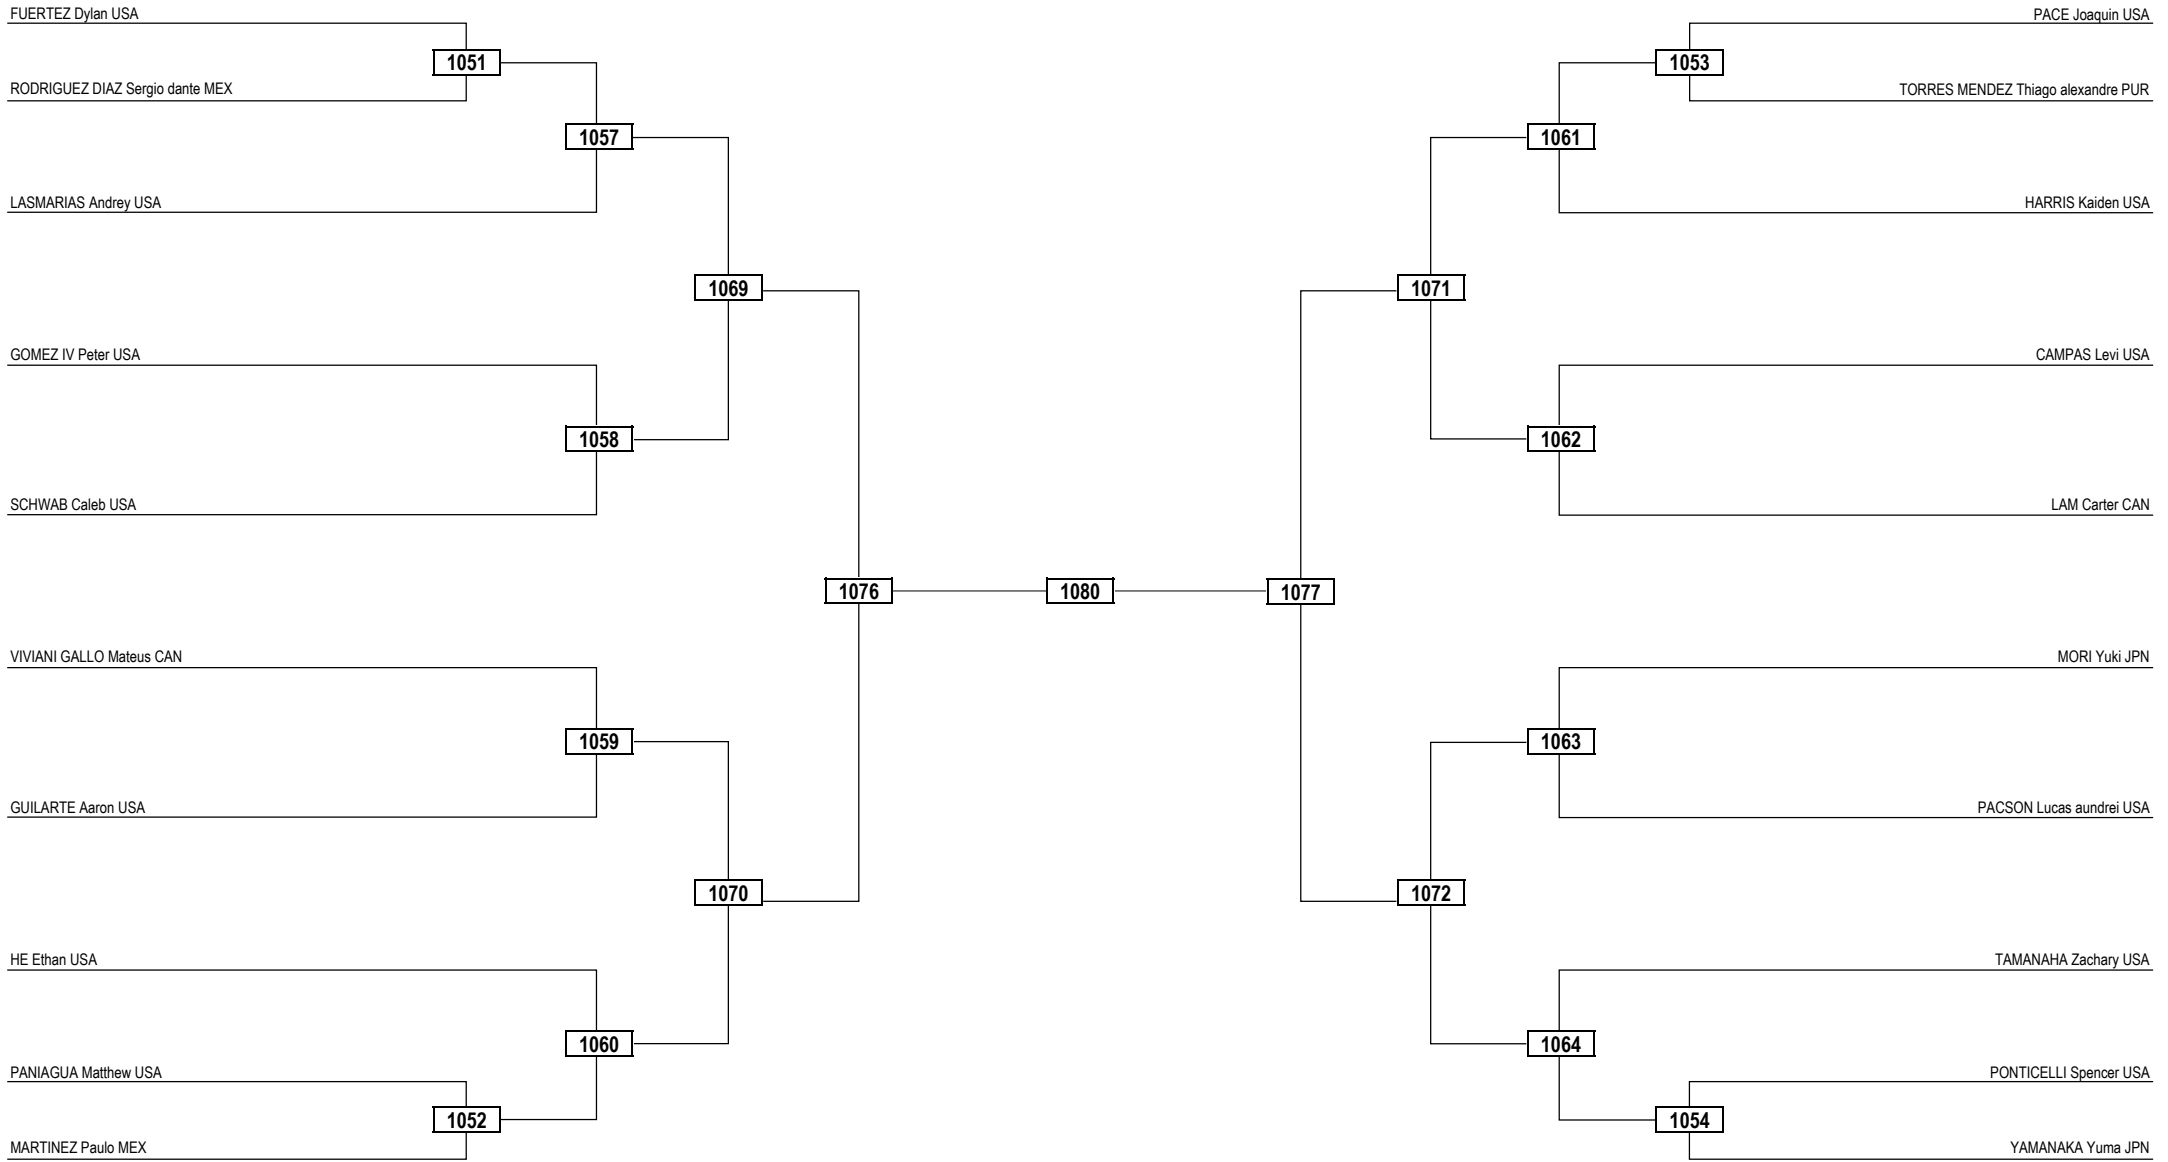 FUERTEZ Dylan USA
PACE Joaquin USA
1051
1053
RODRIGUEZ DIAZ Sergio dante MEX
TORRES MENDEZ Thiago alexandre PUR
1057
1061
LASMARIAS Andrey USA
HARRIS Kaiden USA
1069
1071
GOMEZ IV Peter USA
CAMPAS Levi USA
1058
1062
SCHWAB Caleb USA
LAM Carter CAN
1076
1080
1077
VIVIANI GALLO Mateus CAN
MORI Yuki JPN
1059
1063
GUILARTE Aaron USA
PACSON Lucas aundrei USA
1070
1072
HE Ethan USA
TAMANAHA Zachary USA
1060
1064
PANIAGUA Matthew USA
PONTICELLI Spencer USA
1052
1054
MARTINEZ Paulo MEX
YAMANAKA Yuma JPN